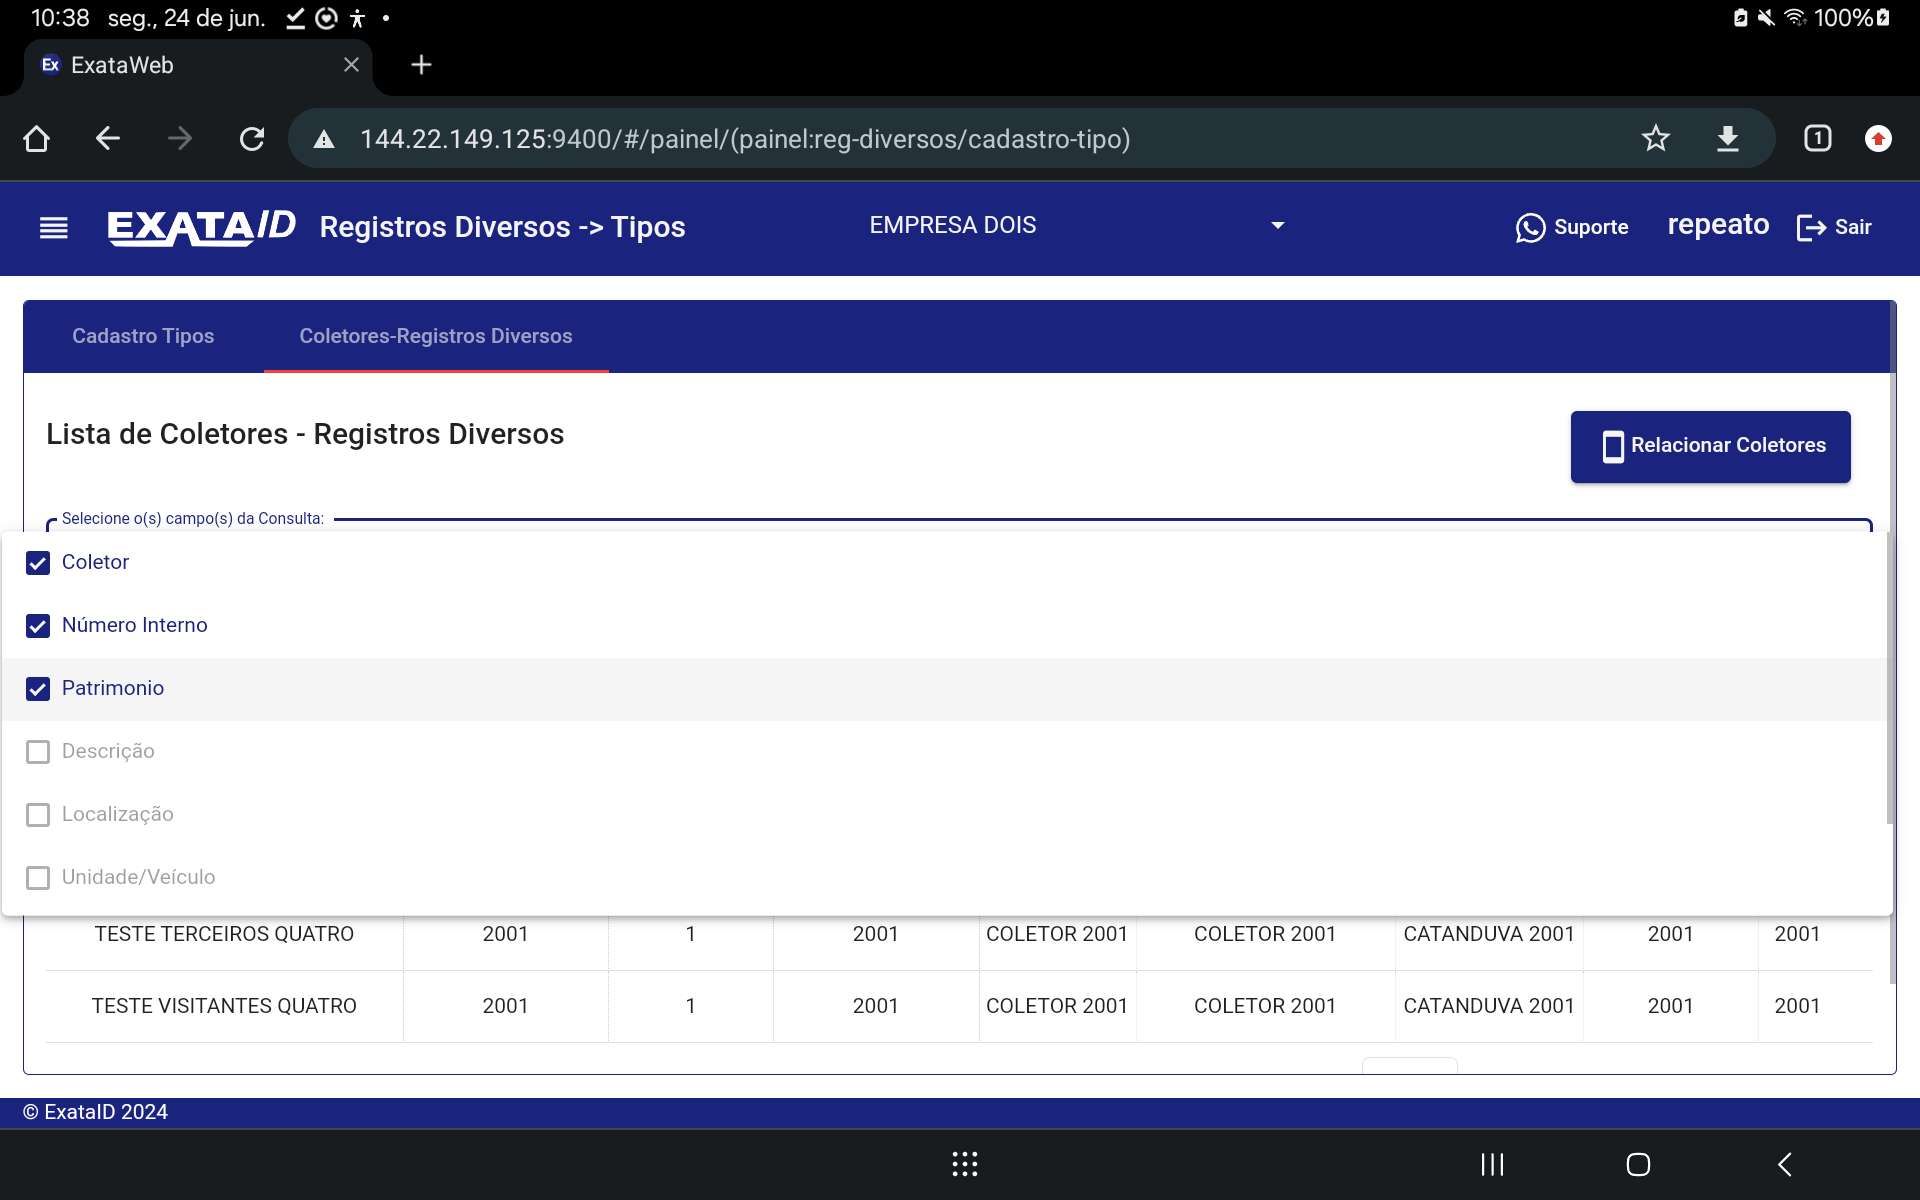 10:38 seg., 24 de jun. 100%
Ex ExataWeb
144.22.149.125:9400/#/painel/(painel:reg-diversos/cadastro-tipo) 1
EXATAID Registros Diversos -> Tipos EMPRESA DOIS Suporte repeato Sair
Cadastro Tipos Coletores-Registros Diversos
Lista de Coletores - Registros Diversos Relacionar Coletores
Selecione o(s) campo(s) da Consulta:
Coletor
Número Interno
Patrimonio
Descrição
Localização
Unidade/Veículo
TESTE TERCEIROS QUATRO 2001 1 2001 COLETOR 2001 COLETOR 2001 CATANDUVA 2001 2001 2001
TESTE VISITANTES QUATRO 2001 1 2001 COLETOR 2001 COLETOR 2001 CATANDUVA 2001 2001 2001
© ExataID 2024